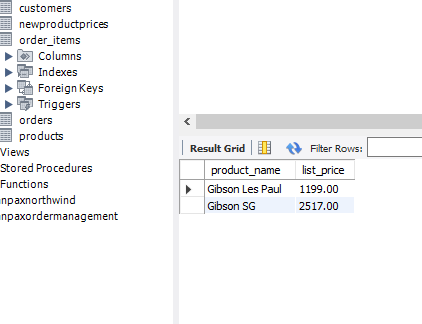 customers
newproductprices
order_items
Columns
Indexes
Foreign Keys
Triggers
orders
products
Views
Stored Procedures
Functions
npaxnorthwind
npaxordermanagement
Result Grid Filter Rows:
product_name list_price
Gibson Les Paul 1199.00
Gibson SG 2517.00